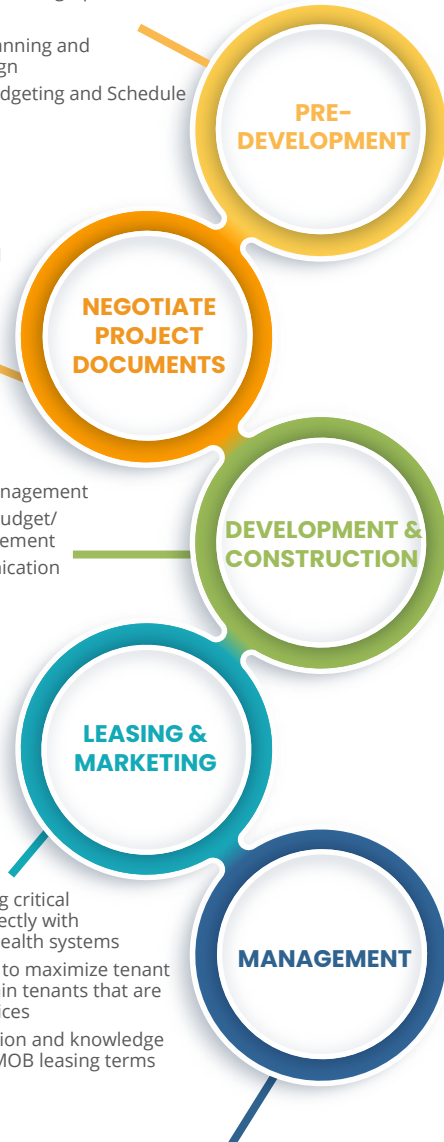 anning and
PRE-
DEVELOPMENT
dgeting and Schedule
NEGOTIATE
PROJECT
DOCUMENTS
nagement
udget/
ement
nication
DEVELOPMENT &
CONSTRUCTION
LEASING &
MARKETING
g critical
ectly with
ealth systems
to maximize tenant
in tenants that are
ices
MANAGEMENT
ion and knowledge
MOB leasing terms